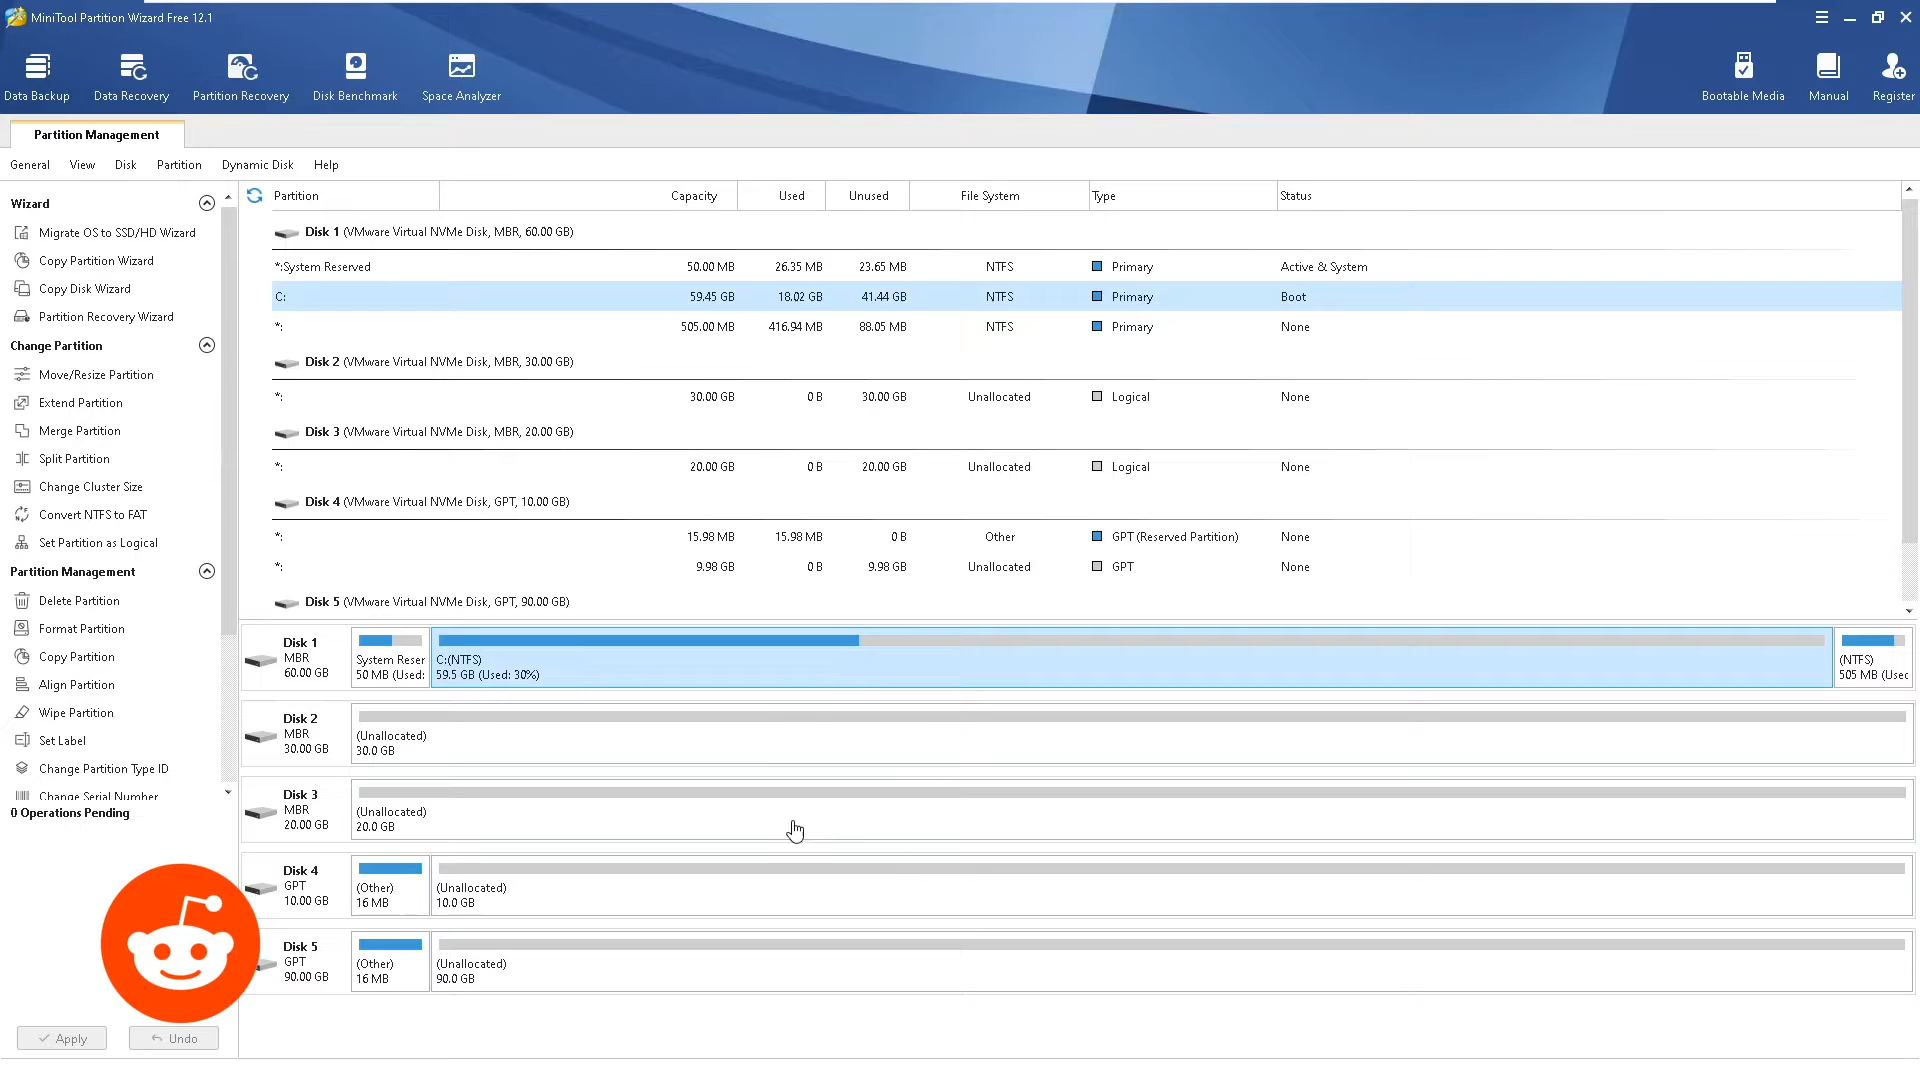 MiniTool Partition Wizard Free 12.1
Data Backup
Data Recovery
Partition Recovery
Disk Benchmark
Space Analyzer
Bootable Media
Manual
Register
Partition Management
General View Disk Partition Dynamic Disk Help
Wizard
Migrate OS to SSD/HD Wizard
Copy Partition Wizard
Copy Disk Wizard
Partition Recovery Wizard
Change Partition
Move/Resize Partition
Extend Partition
Merge Partition
Split Partition
Change Cluster Size
Convert NTFS to FAT
Set Partition as Logical
Partition Management
Delete Partition
Format Partition
Copy Partition
Align Partition
Wipe Partition
Set Label
Change Partition Type ID
Change Serial Number
0 Operations Pending
Apply
Undo
Partition Capacity Used Unused File System Type Status
Disk 1 (VMware Virtual NVMe Disk, MBR, 60.00 GB)
*:System Reserved 50.00 MB 26.35 MB 23.65 MB NTFS Primary Active & System
C: 59.45 GB 18.02 GB 41.44 GB NTFS Primary Boot
*: 505.00 MB 416.94 MB 88.05 MB NTFS Primary None
Disk 2 (VMware Virtual NVMe Disk, MBR, 30.00 GB)
*: 30.00 GB 0 B 30.00 GB Unallocated Logical None
Disk 3 (VMware Virtual NVMe Disk, MBR, 20.00 GB)
*: 20.00 GB 0 B 20.00 GB Unallocated Logical None
Disk 4 (VMware Virtual NVMe Disk, GPT, 10.00 GB)
*: 15.98 MB 15.98 MB 0 B Other GPT (Reserved Partition) None
*: 9.98 GB 0 B 9.98 GB Unallocated GPT None
Disk 5 (VMware Virtual NVMe Disk, GPT, 90.00 GB)
Disk 1
MBR
60.00 GB
System Reser
50 MB (Used:
C:(NTFS)
59.5 GB (Used: 30%)
(NTFS)
505 MB (Usec
Disk 2
MBR
30.00 GB
(Unallocated)
30.0 GB
Disk 3
MBR
20.00 GB
(Unallocated)
20.0 GB
Disk 4
GPT
10.00 GB
(Other)
16 MB
(Unallocated)
10.0 GB
Disk 5
GPT
90.00 GB
(Other)
16 MB
(Unallocated)
90.0 GB